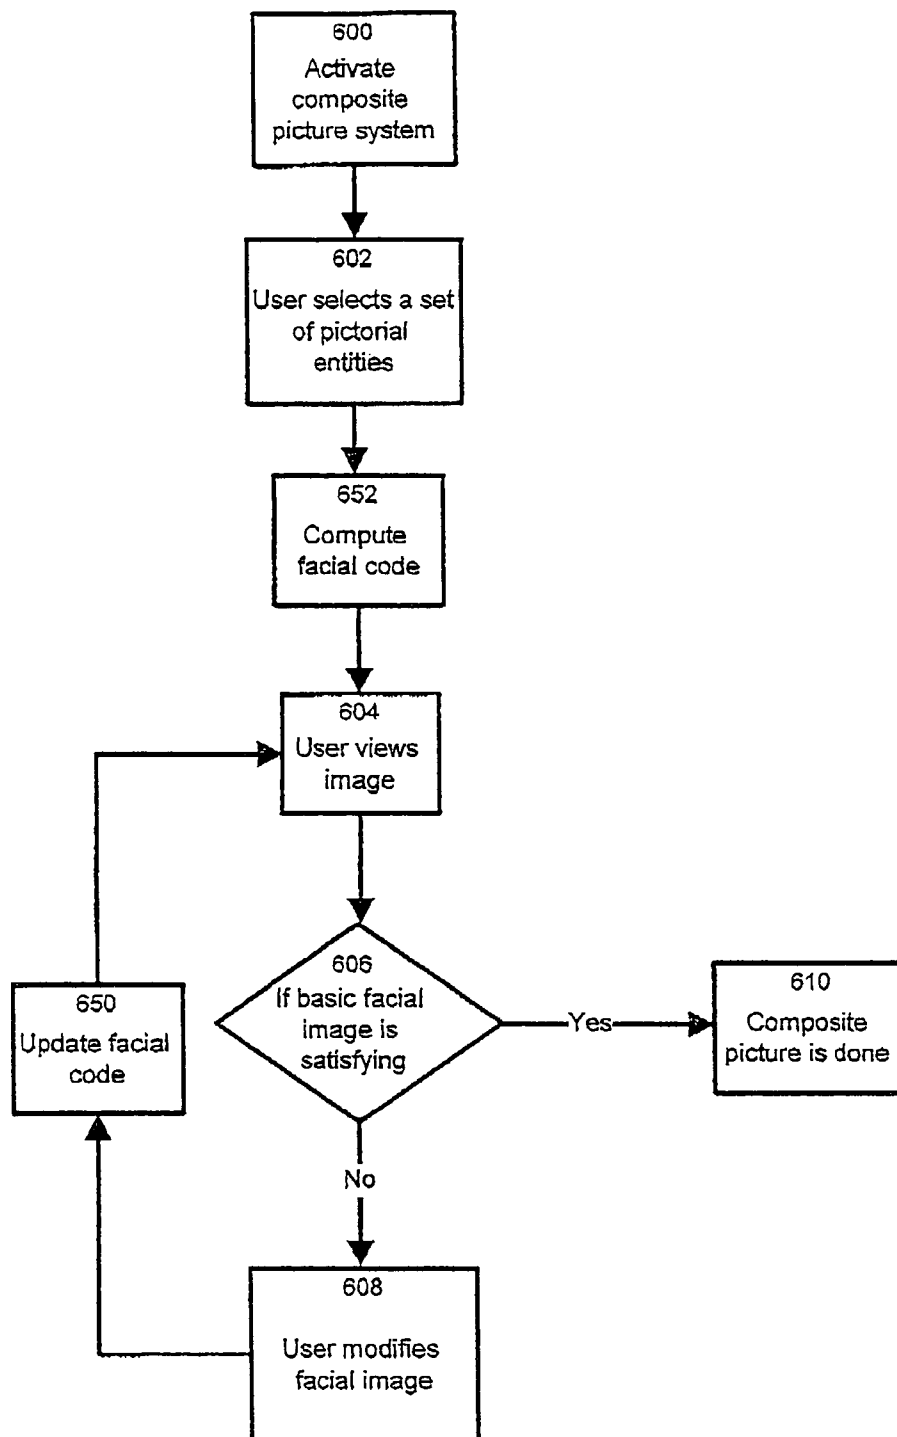 600
Activate
composite
picture system
602
User selects a set
of pictorial
entities
652
Compute
facial code
604
User views
image
606
If basic facial
image is
satisfying
Yes
610
Composite
picture is done
650
Update facial
code
No
608
User modifies
facial image